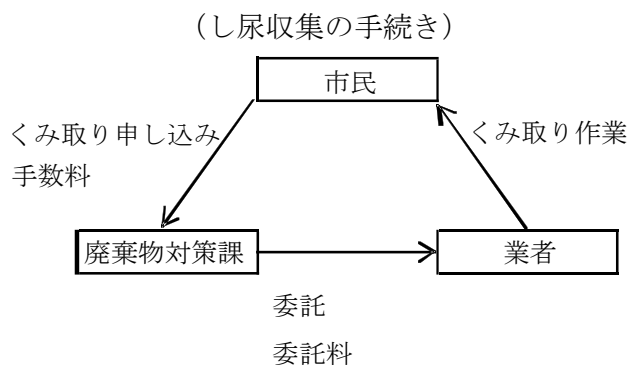 (し尿収集の手続き)
市民
くみ取り申し込み
手数料
くみ取り作業
廃棄物対策課
業者
委託
委託料